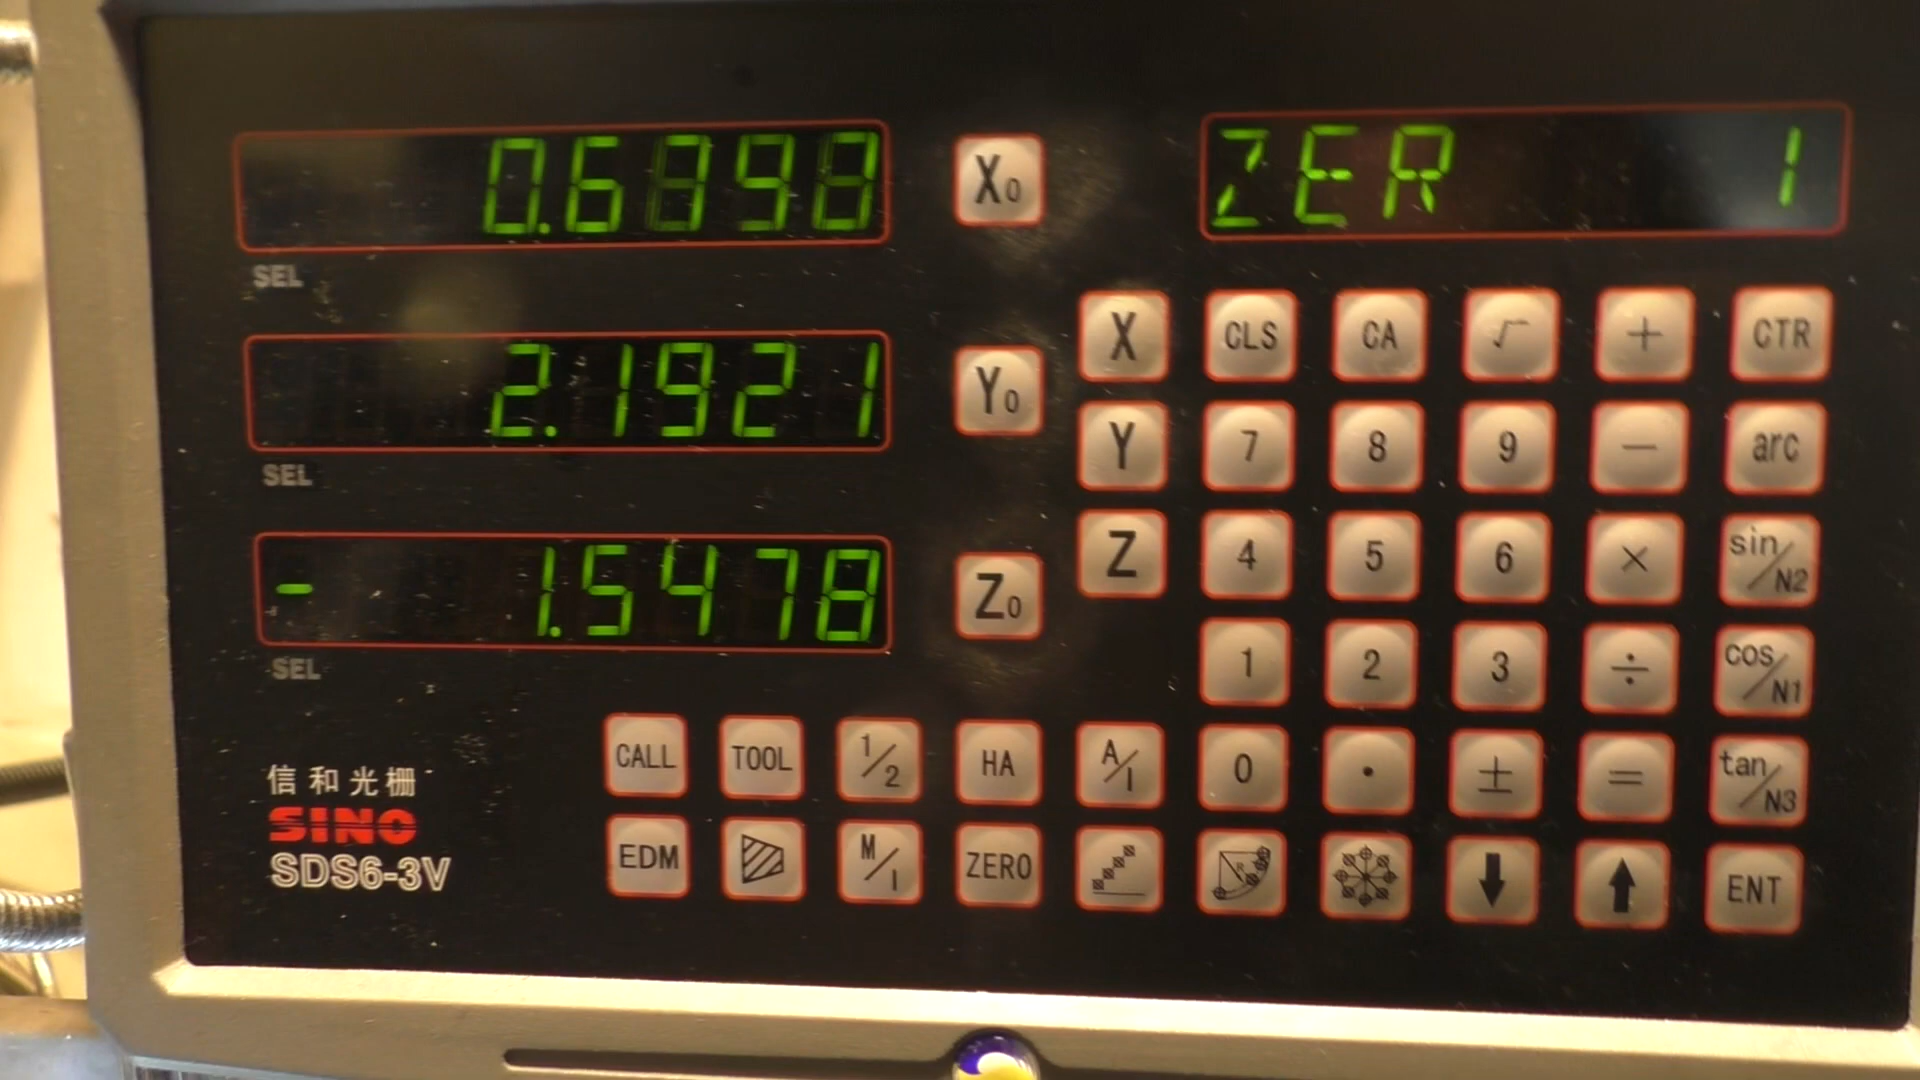 0.6898
X0
ZER 1
SEL
2.1921
Y0
SEL
- 1.5478
Z0
SEL
X CLS CA √ + CTR
Y 7 8 9 - arc
Z 4 5 6 × sin/N2
1 2 3 ÷ cos/N1
CALL TOOL 1/2 HA A/I 0 . ± = tan/N3
EDM M/I ZERO ENT
信和光栅
SINO
SDS6-3V